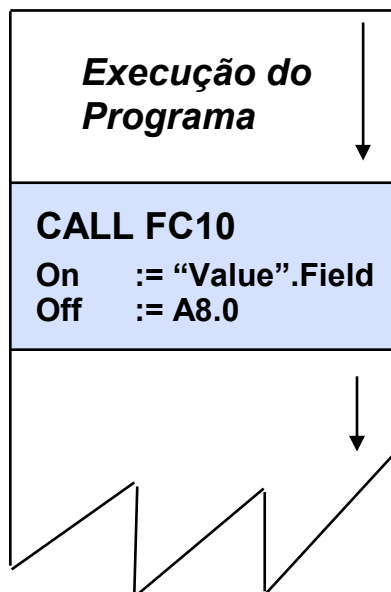 Execução do
Programa
CALL FC10
On := “Value”.Field
Off := A8.0